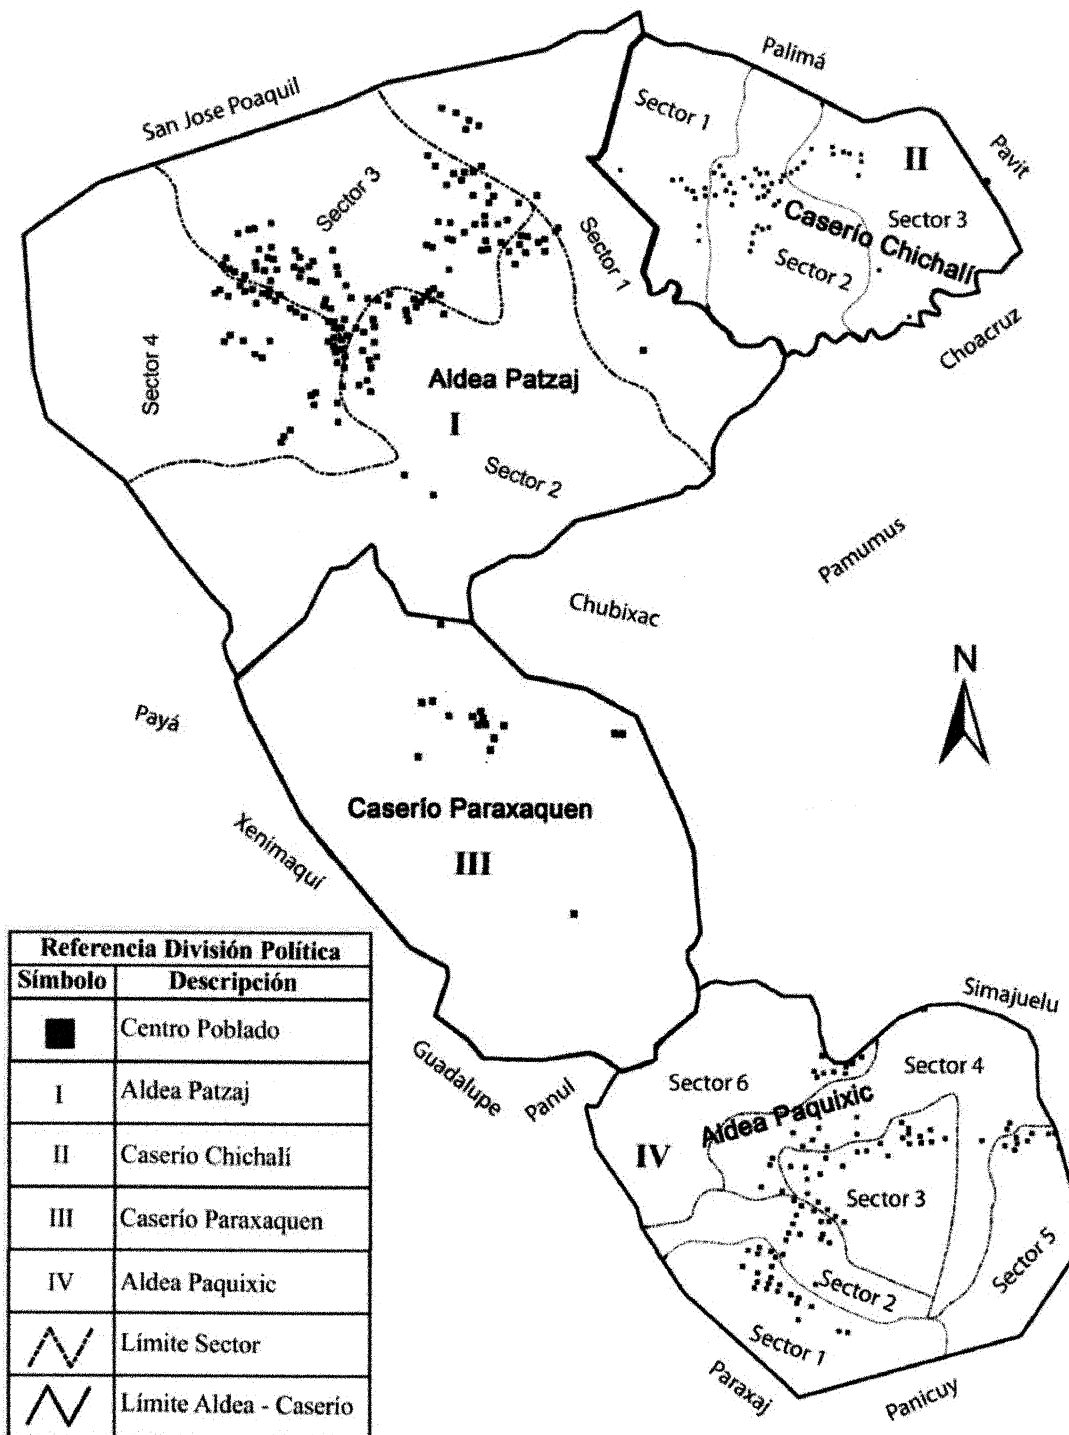 Palimá
San Jose Poaquil
Sector 1
Pavit
II
Sector 3
Sector 3
Caserío Chichalí
Sector 1
Sector 2
Choacruz
Sector 4
Aldea Patzaj
I
Sector 2
Pamumus
Chubixac
N
Payá
Caserío Paraxaquen
Xenimaquí
III
Referencia División Política
Símbolo Descripción
Centro Poblado
I Aldea Patzaj
II Caserío Chichalí
III Caserío Paraxaquen
IV Aldea Paquixic
Límite Sector
Límite Aldea - Caserío
Simajuelu
Guadalupe
Panul
Sector 6
Sector 4
Aldea Paquixic
IV
Sector 3
Sector 5
Sector 2
Sector 1
Paraxaj
Panicuy